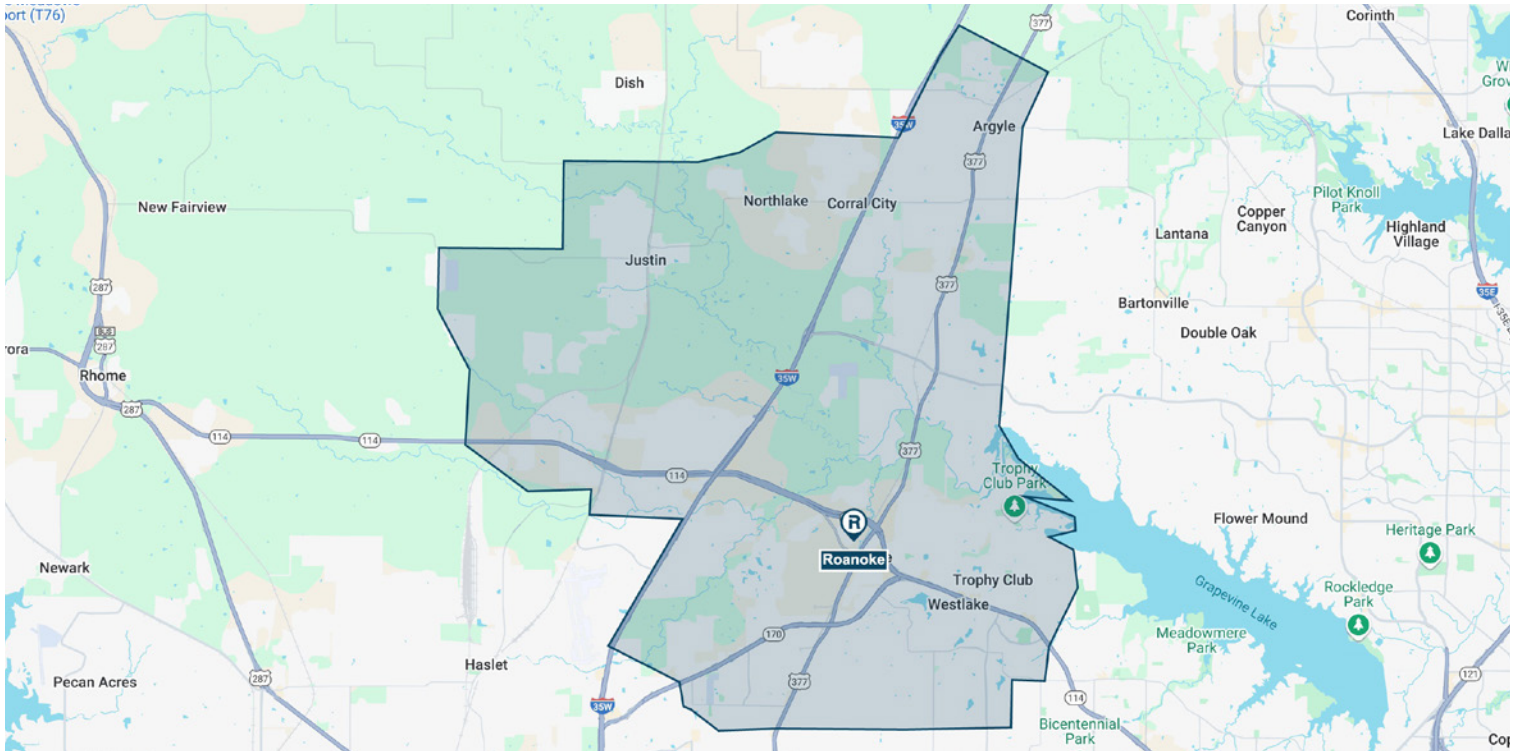 port (T76)
377
Corinth
Dish
35W
Argyle
Lake Dalla
377
Pilot Knoll
Park
New Fairview
Northlake
Corral City
Copper
Canyon
Highland
Village
Lantana
Justin
287
377
35E
I-35E
Bartonville
Double Oak
287
rora
Rhome
35W
287
114
114
377
114
Trophy
Club Park
R
Flower Mound
Heritage Park
Roanoke
Newark
Trophy Club
Westlake
Grapevine Lake
Rockledge
Park
170
Meadowmere
Park
Haslet
377
287
Pecan Acres
121
35W
114
Bicentennial
Park